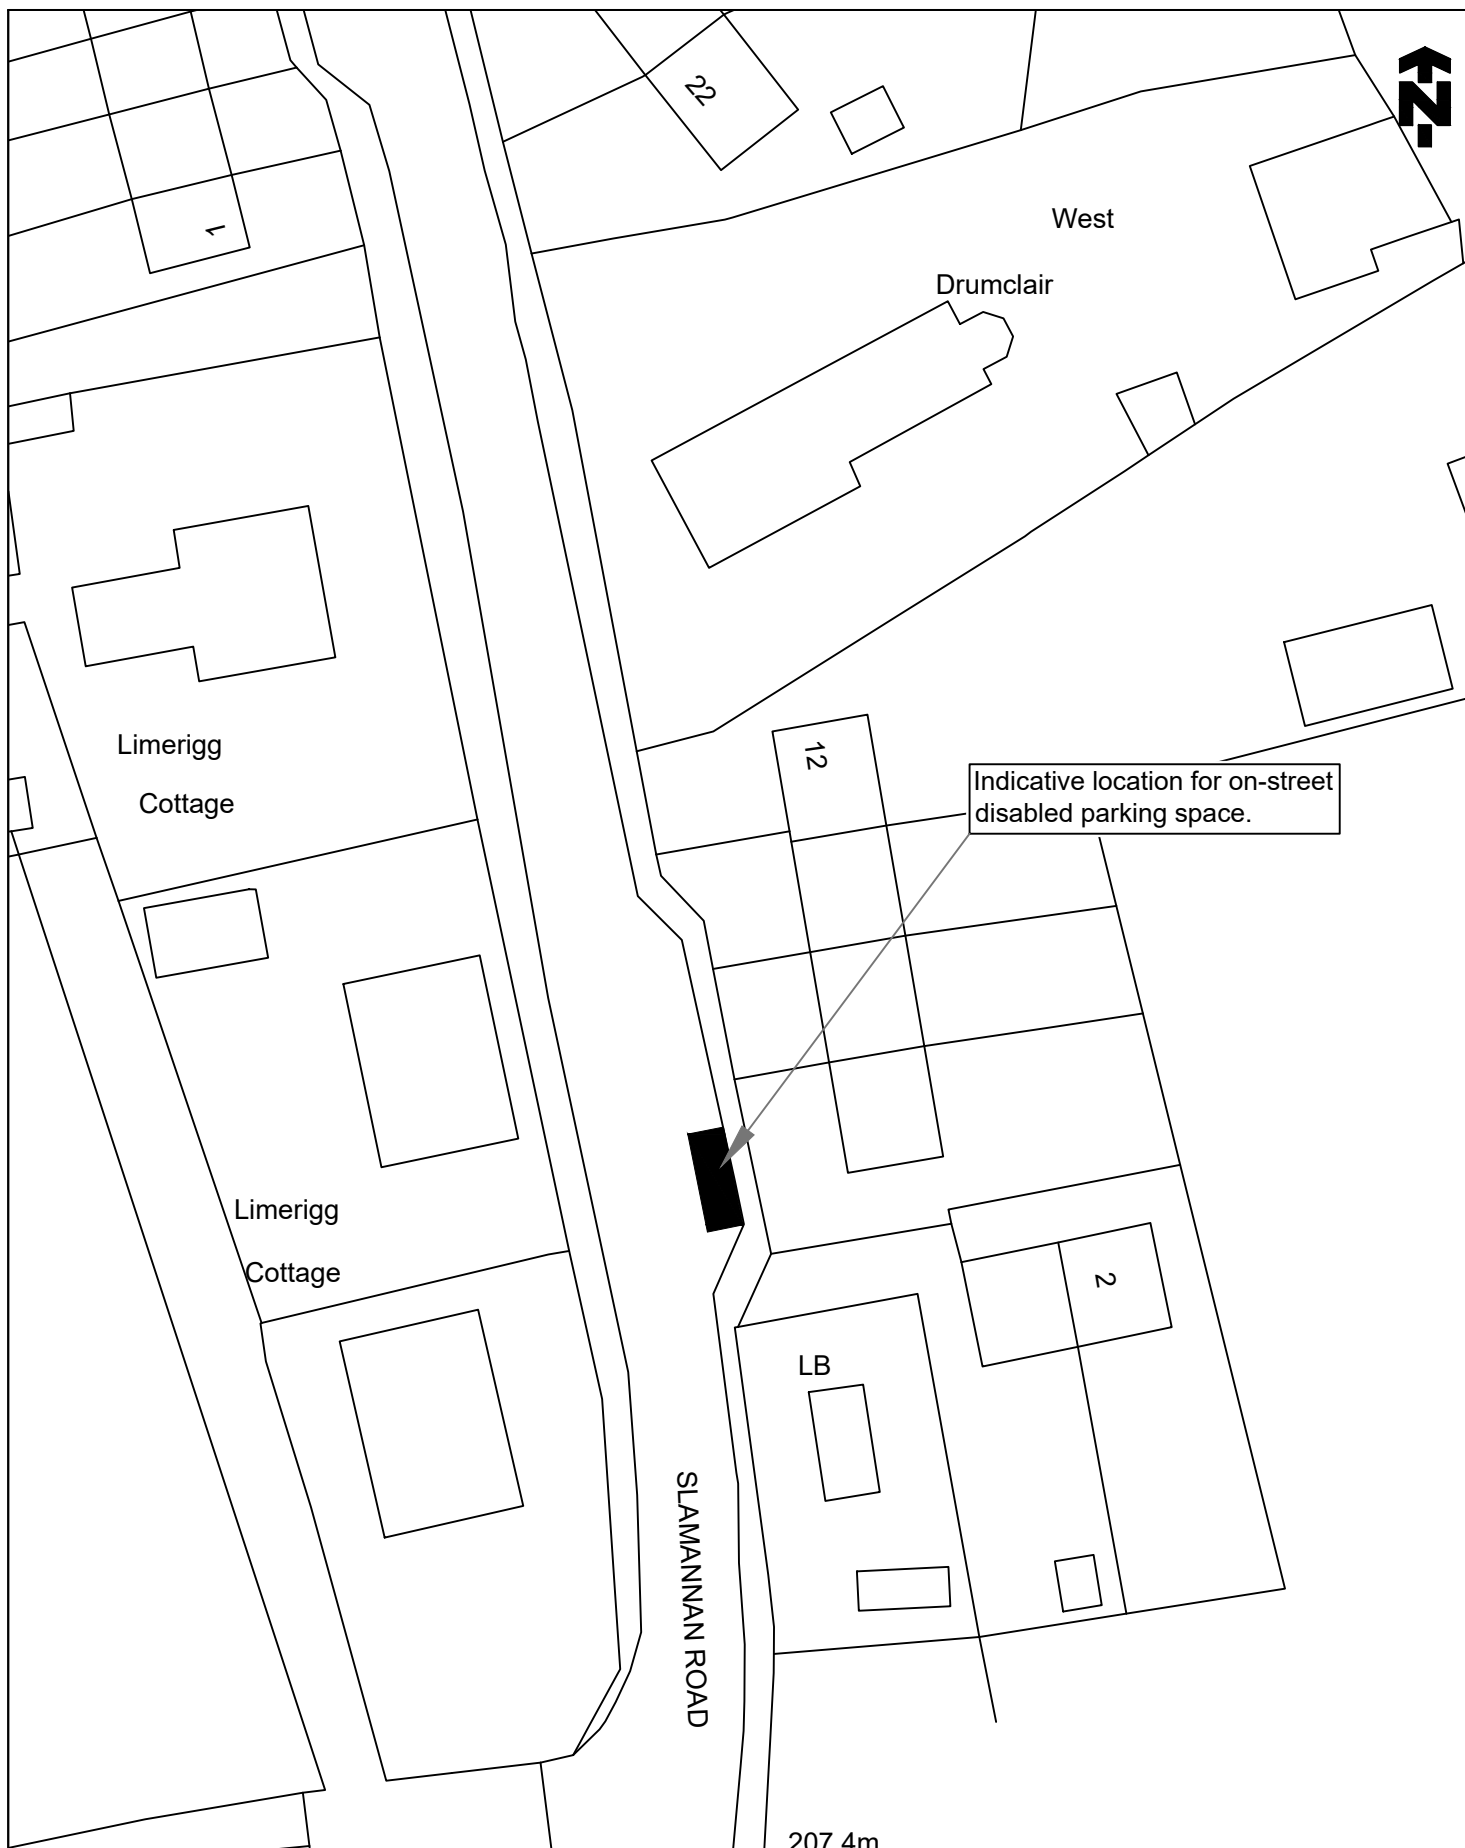 22
N
1
West
Drumclair
Limerigg
Cottage
12
Indicative location for on-street
disabled parking space.
Limerigg
Cottage
2
LB
SLAMANNAN ROAD
207.4m